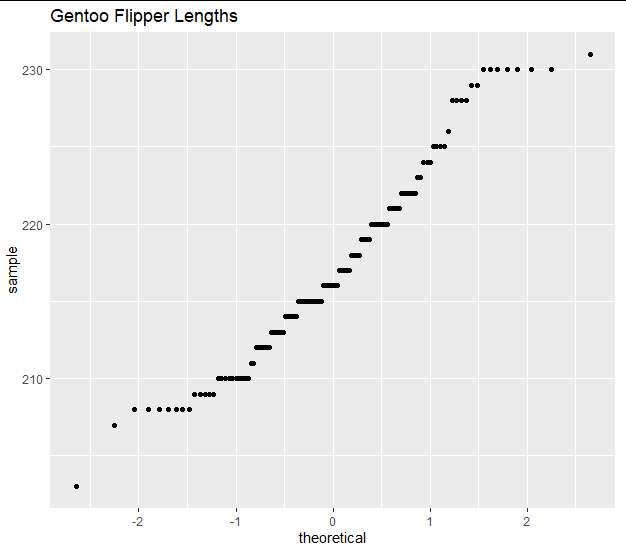 Gentoo Flipper Lengths
230
220
210
sample
-2 -1 0 1 2
theoretical